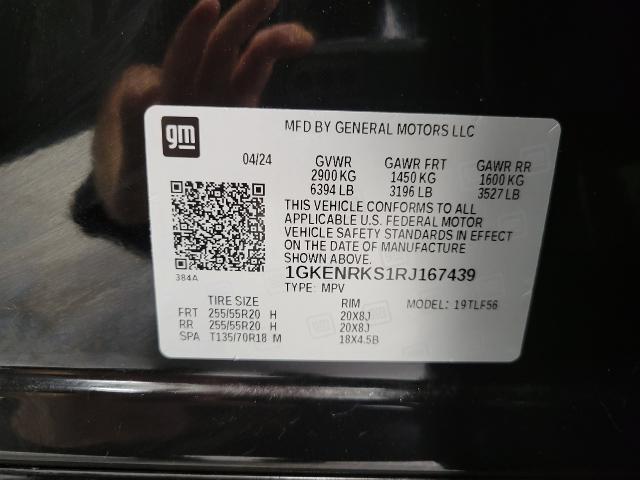 gm
MFD BY GENERAL MOTORS LLC
04/24 GVWR GAWR FRT GAWR RR
2900 KG 1450 KG 1600 KG
6394 LB 3196 LB 3527 LB
THIS VEHICLE CONFORMS TO ALL
APPLICABLE U.S. FEDERAL MOTOR
VEHICLE SAFETY STANDARDS IN EFFECT
ON THE DATE OF MANUFACTURE
SHOWN ABOVE.
384A
1GKENRKS1RJ167439
TYPE: MPV
TIRE SIZE RIM MODEL: 19TLF56
FRT 255/55R20 H 20X8J
RR 255/55R20 H 20X8J
SPA T135/70R18 M 18X4.5B